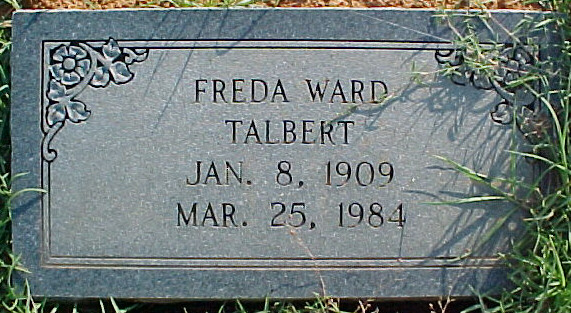 FREDA WARD
TALBERT
JAN. 8, 1909
MAR. 25, 1984